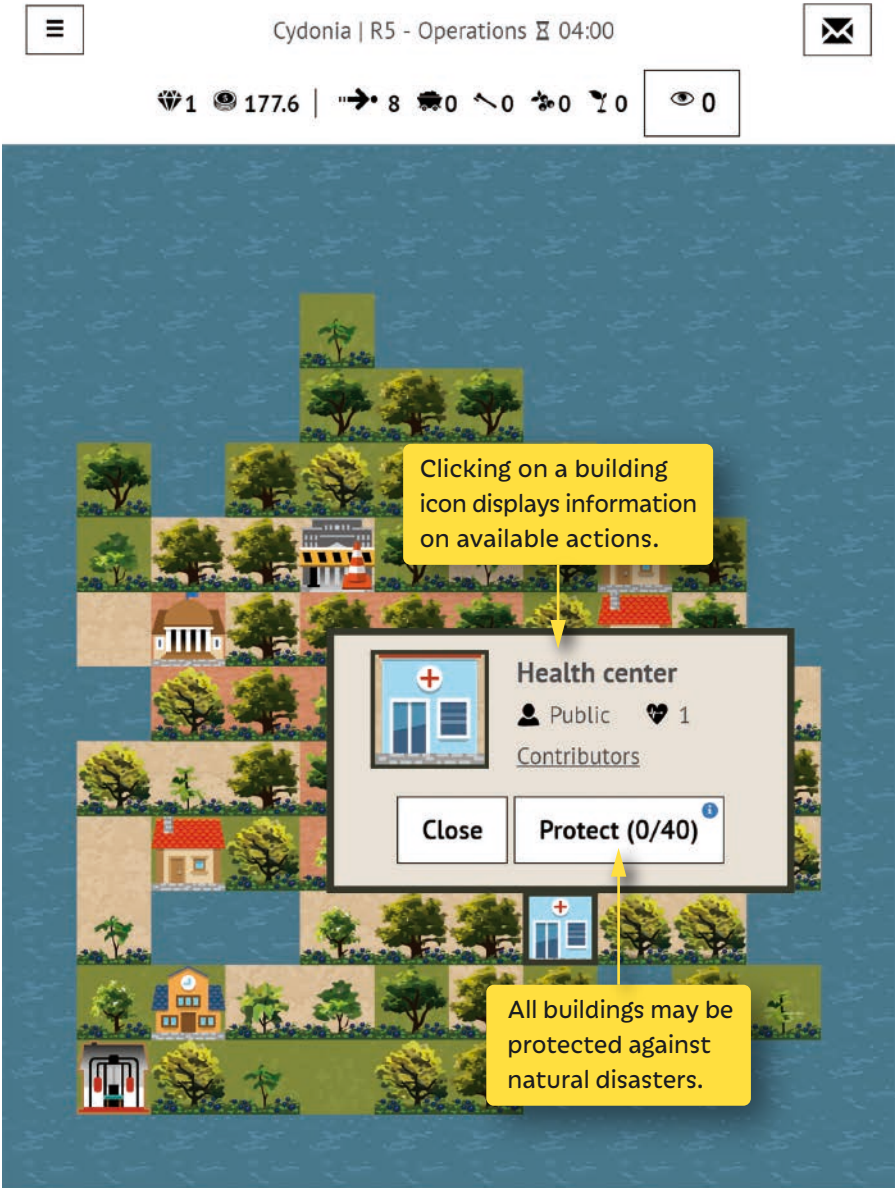 Cydonia | R5 - Operations 04:00
1 177.6 | 8 0 0 0 0 0
Clicking on a building
icon displays information
on available actions.
Health center
Public 1
Contributors
Close Protect (0/40)
All buildings may be
protected against
natural disasters.